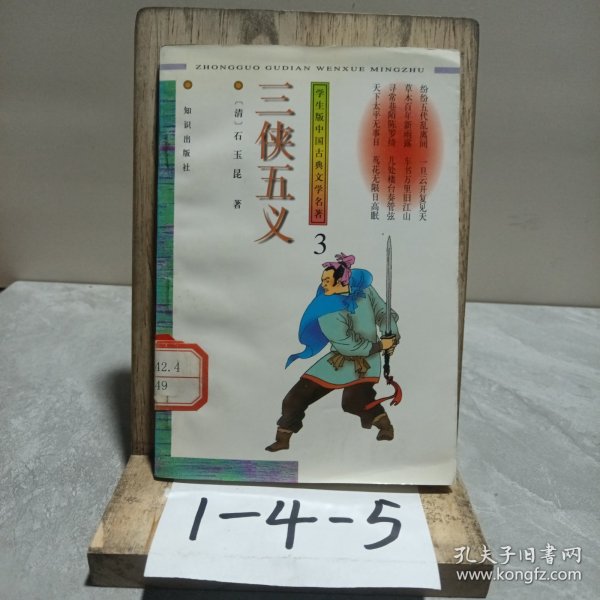 ZHONGGUO GUDIAN WENXUE MINGZHU
纷纷五代乱离间 一旦云开复见天
草木百年新雨露 车书万里旧江山
寻常巷陌陈罗绮 几处楼台奏管弦
天下太平无事日 莺花无限日高眠
学生版中国古典文学名著
三侠五义
3
〔清〕石玉昆 著
知识出版社
42.4
49
1
1-4-5
孔夫子旧书网
www.kongfz.com